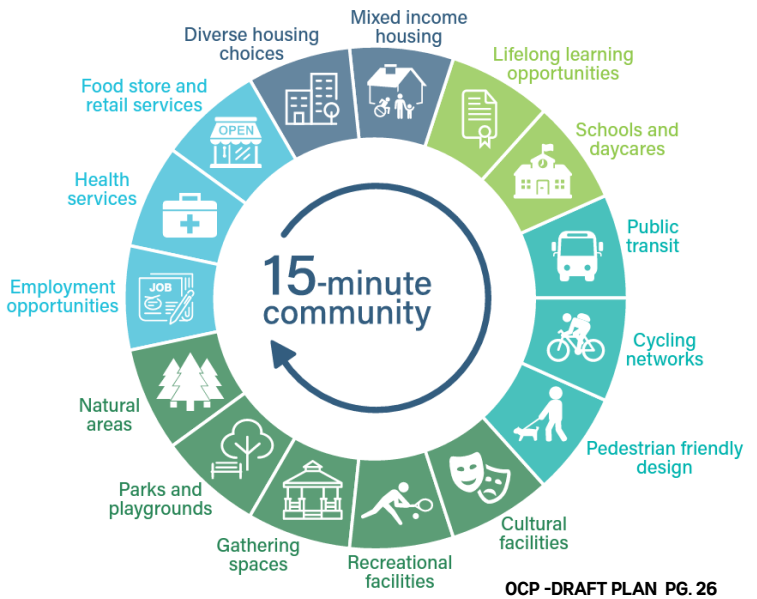 Mixed income
housing
Lifelong learning
opportunities
Schools and
daycares
Public
transit
Cycling
networks
Pedestrian friendly
design
Cultural
facilities
Recreational
facilities
Gathering
spaces
Parks and
playgrounds
Natural
areas
Employment
opportunities
Health
services
Food store and
retail services
Diverse housing
choices
OPEN
JOB
15-minute
community
OCP -DRAFT PLAN PG. 26